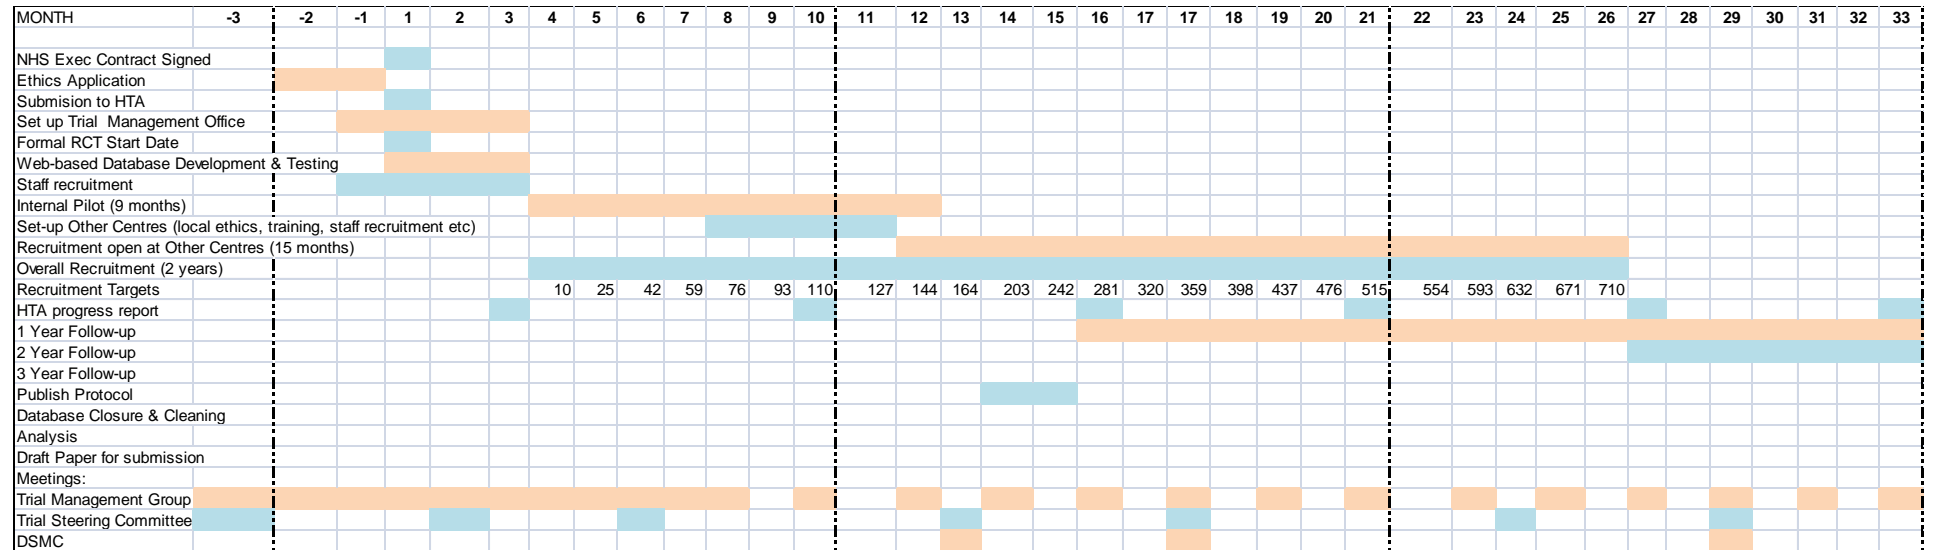 MONTH -3 -2 -1 1 2 3 4 5 6 7 8 9 10 11 12 13 14 15 16 17 17 18 19 20 21 22 23 24 25 26 27 28 29 30 31 32 33
NHS Exec Contract Signed
Ethics Application
Submision to HTA
Set up Trial Management Office
Formal RCT Start Date
Web-based Database Development & Testing
Staff recruitment
Internal Pilot (9 months)
Set-up Other Centres (local ethics, training, staff recruitment etc)
Recruitment open at Other Centres (15 months)
Overall Recruitment (2 years)
Recruitment Targets 10 25 42 59 76 93 110 127 144 164 203 242 281 320 359 398 437 476 515 554 593 632 671 710
HTA progress report
1 Year Follow-up
2 Year Follow-up
3 Year Follow-up
Publish Protocol
Database Closure & Cleaning
Analysis
Draft Paper for submission
Meetings:
Trial Management Group
Trial Steering Committee
DSMC